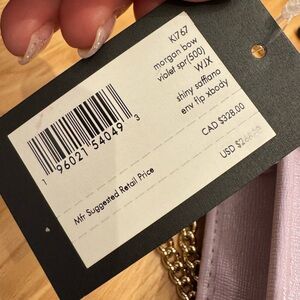 KI767
morgan bow
violet spr(500)
WJX
shiny saffiano
env flp xbody
CAD $328.00
USD $
1 96021 54049 3
Mfr Suggested Retail Price